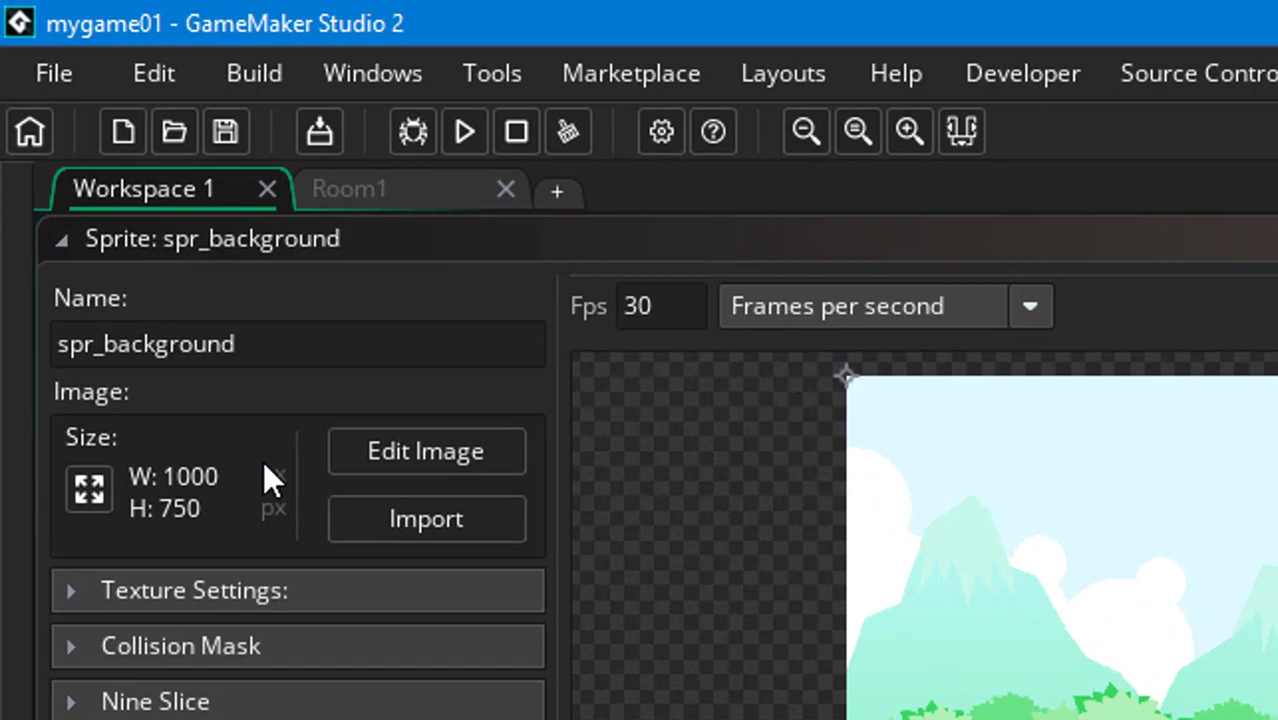 mygame01 - GameMaker Studio 2
File Edit Build Windows Tools Marketplace Layouts Help Developer Source Contro
Workspace 1 Room1 +
Sprite: spr_background
Name:
Fps 30 Frames per second
spr_background
Image:
Size:
Edit Image
W: 1000
H: 750 px
Import
Texture Settings:
Collision Mask
Nine Slice